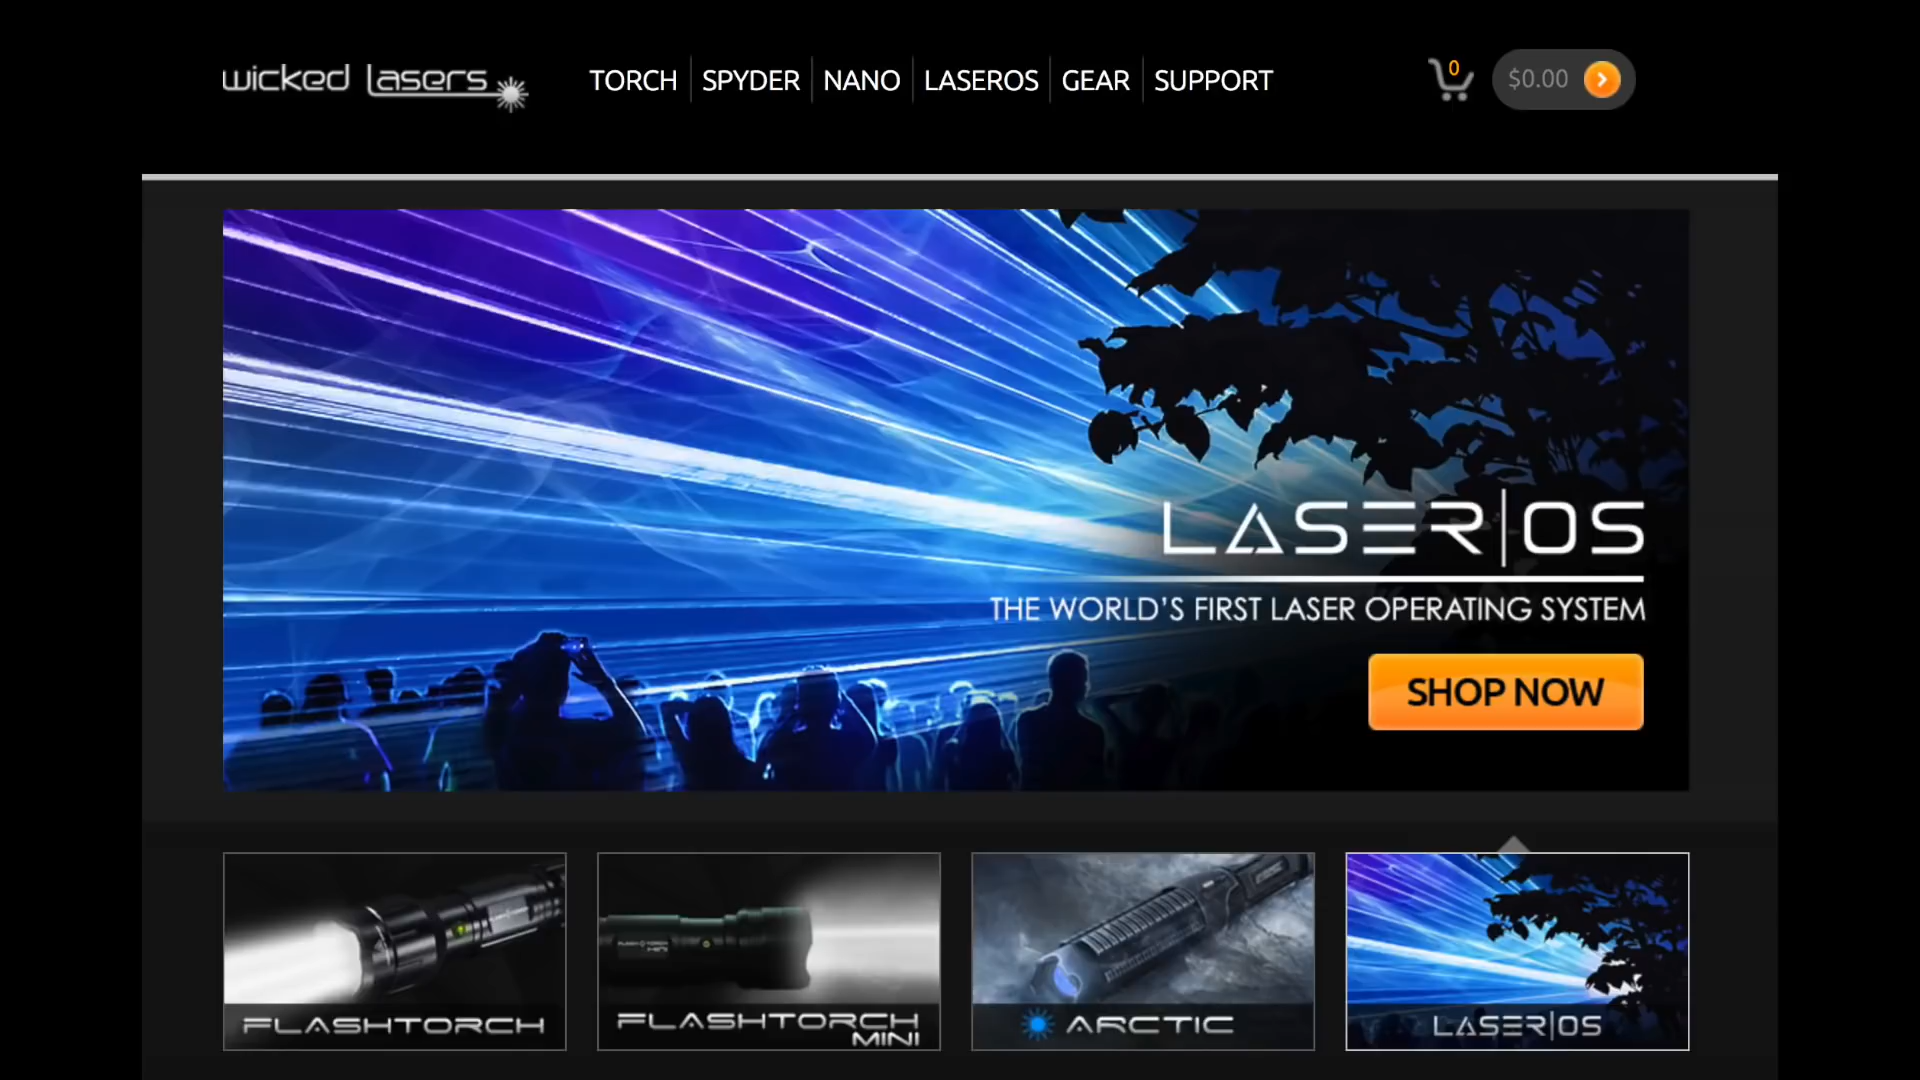 wicked lasers
TORCH
SPYDER
NANO
LASEROS
GEAR
SUPPORT
0
$0.00
LASER|OS
THE WORLD'S FIRST LASER OPERATING SYSTEM
SHOP NOW
FLASHTORCH
FLASHTORCH
MINI
ARCTIC
LASER|OS